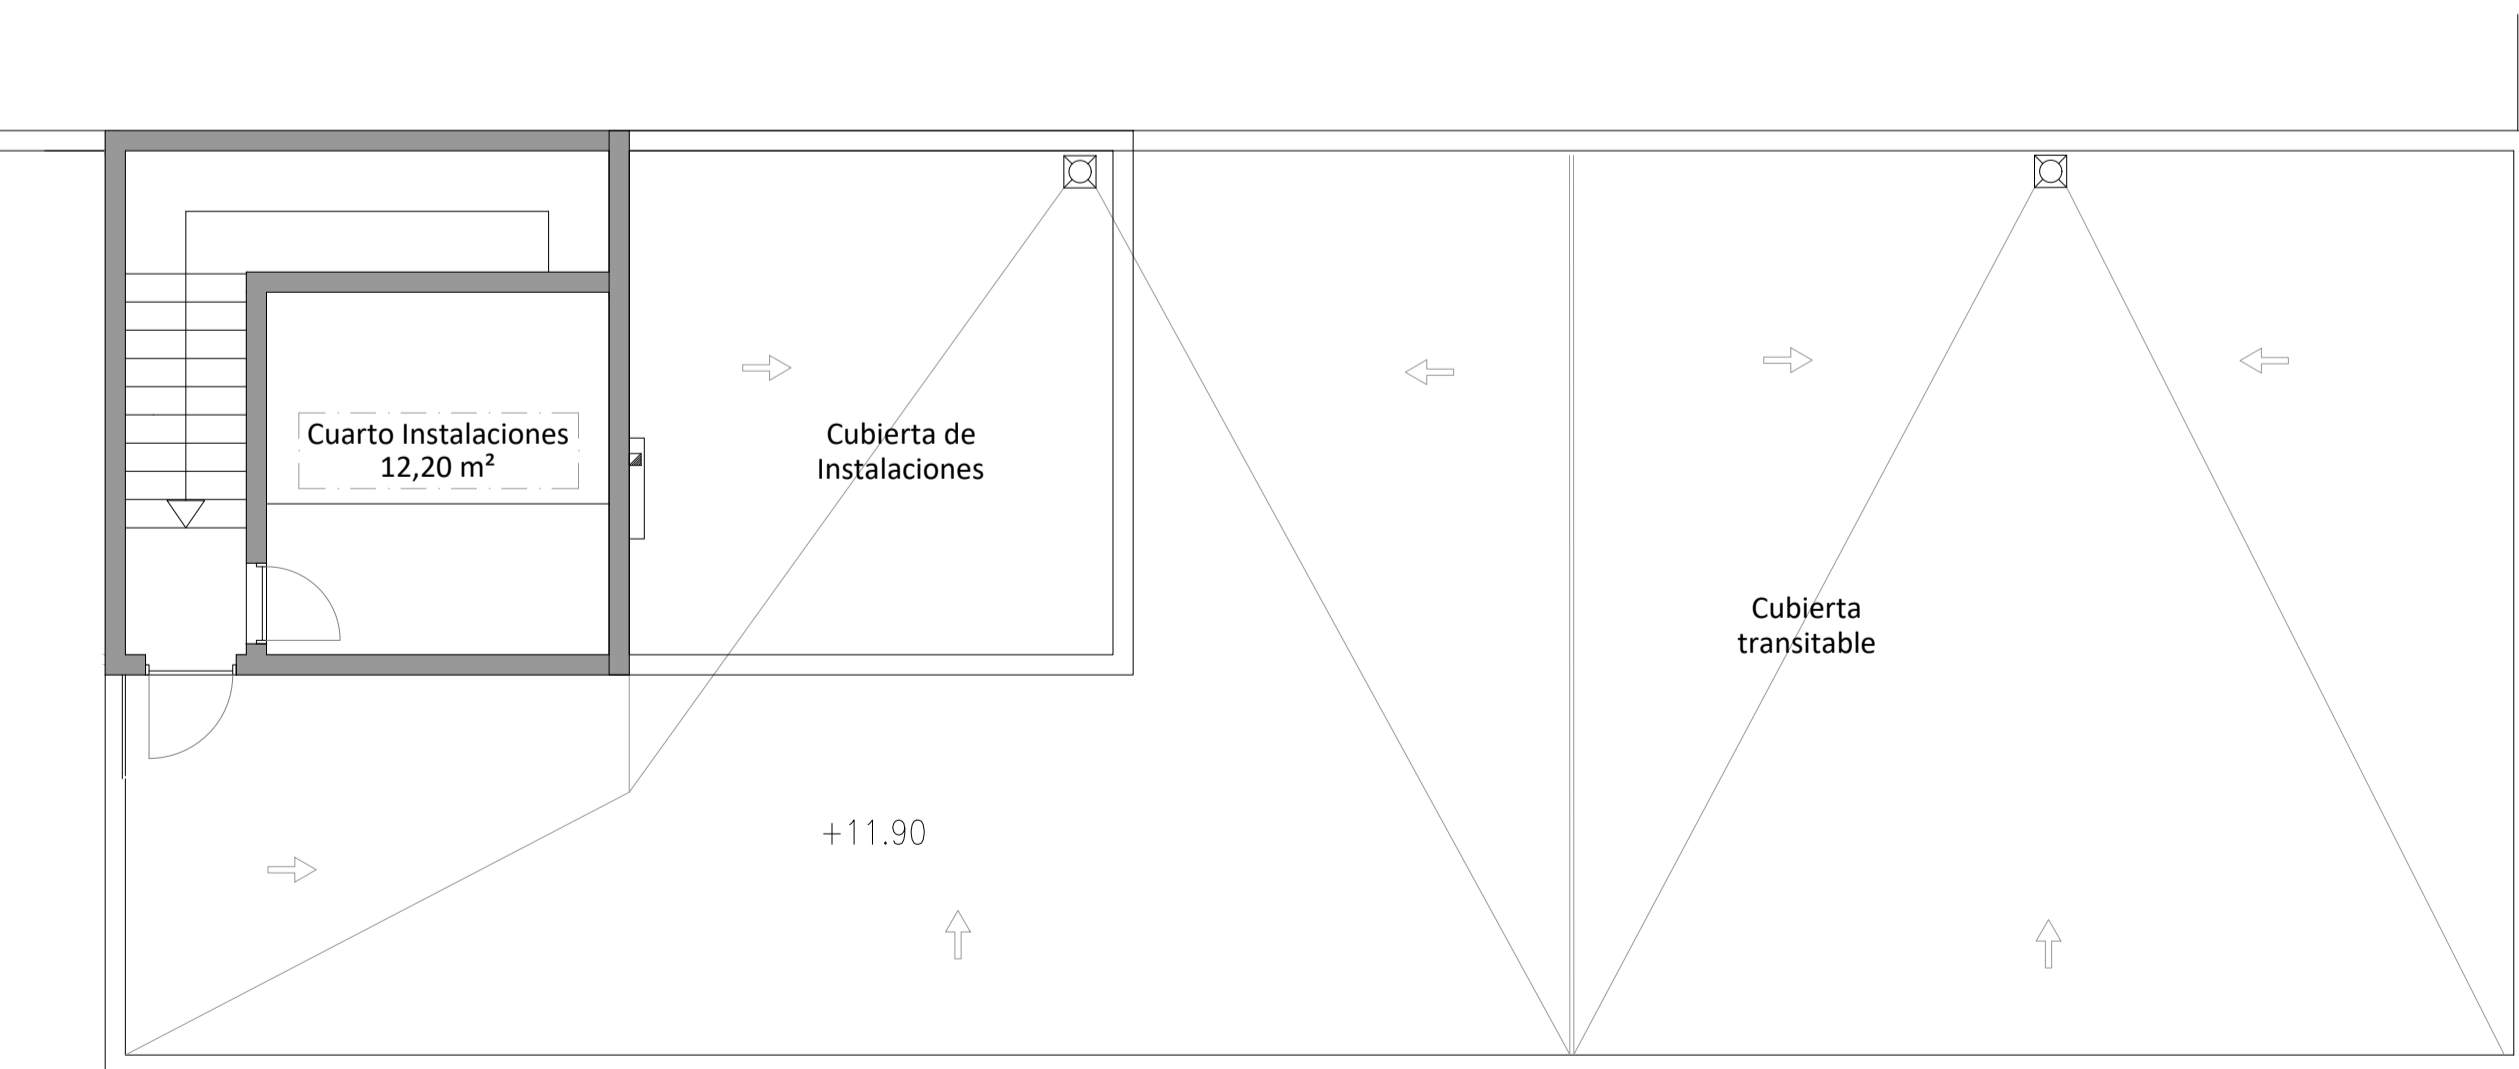 Cuarto Instalaciones
12,20 m²
Cubierta de
Instalaciones
Cubierta
transitable
+11.90